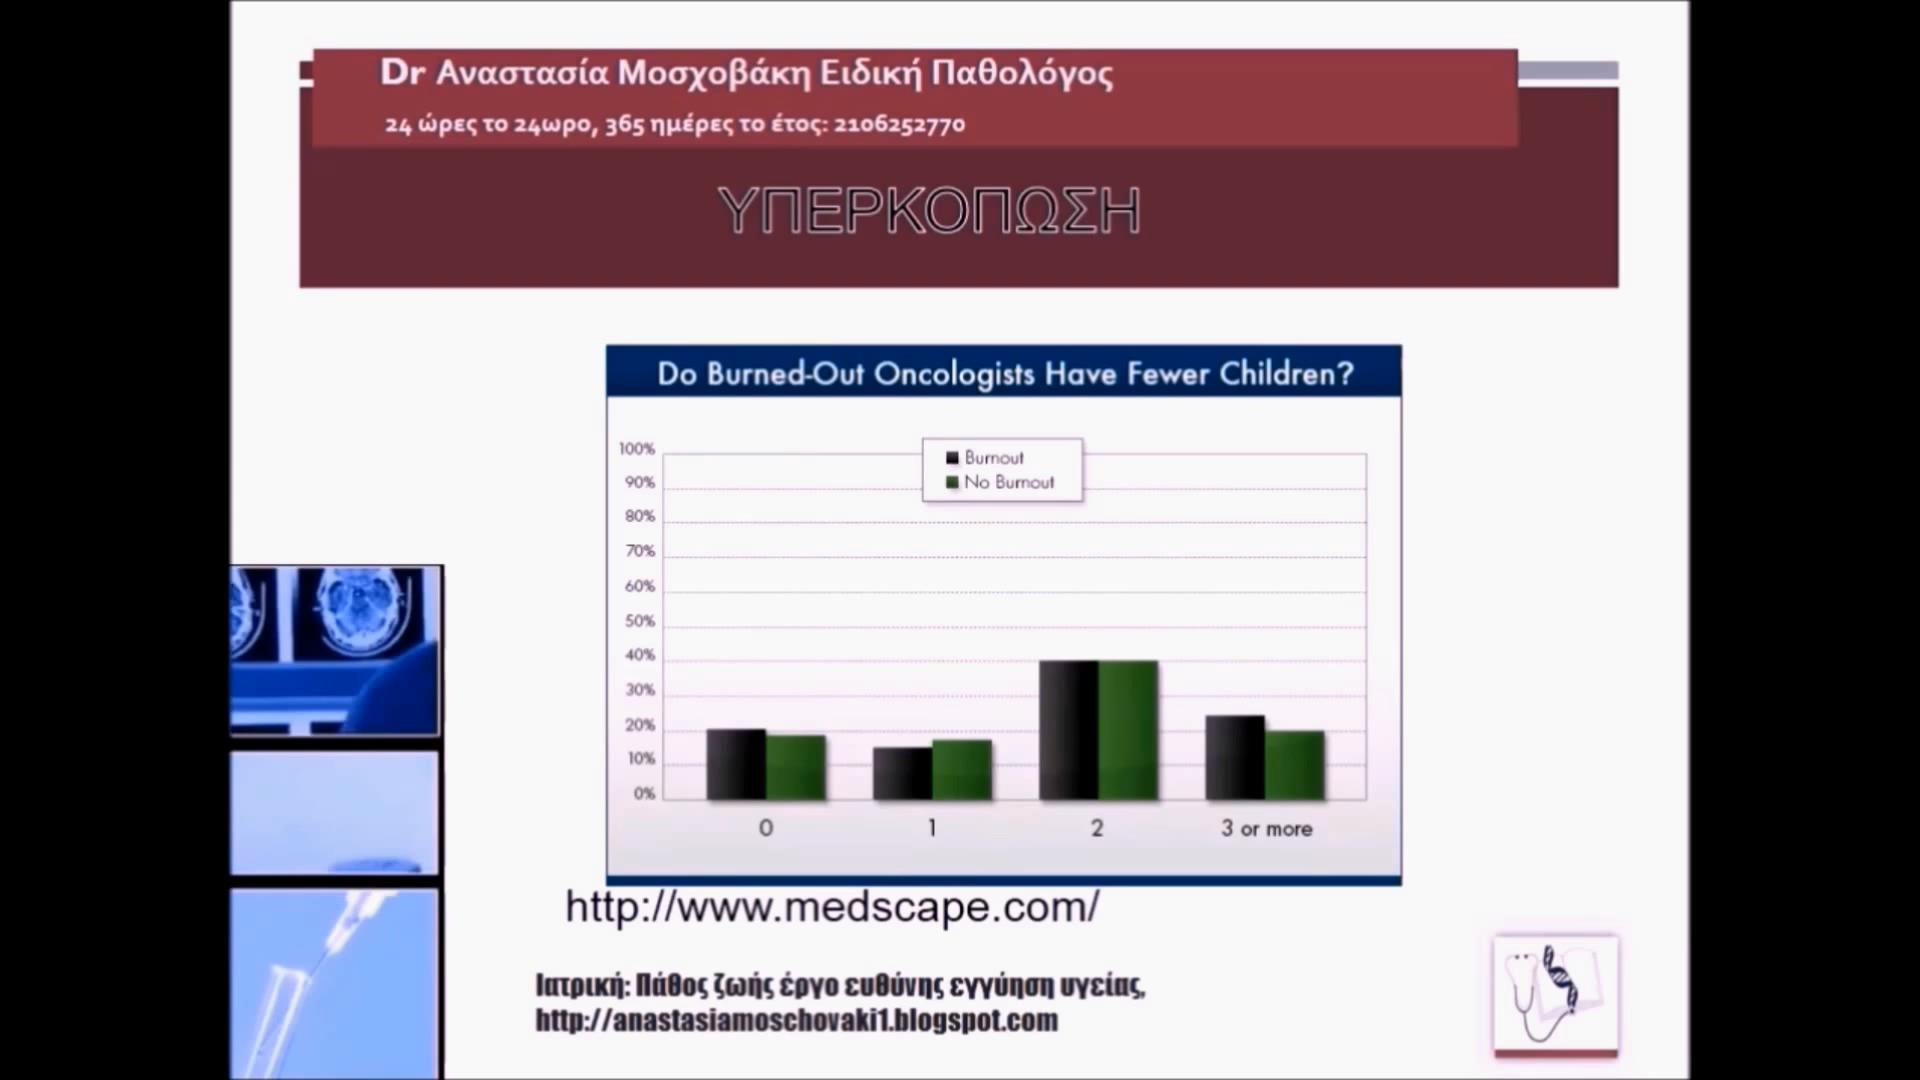 Dr Αναστασία Μοσχοβάκη Ειδική Παθολόγος
24 ώρες το 24ωρο, 365 ημέρες το έτος: 2106252770
ΥΠΕΡΚΟΠΩΣΗ
Do Burned-Out Oncologists Have Fewer Children?
Burnout
No Burnout
100%
90%
80%
70%
60%
50%
40%
30%
20%
10%
0%
0 1 2 3 or more
http://www.medscape.com/
Ιατρική: Πάθος ζωής έργο ευθύνης εγγύηση υγείας,
http://anastasiamoschovaki1.blogspot.com